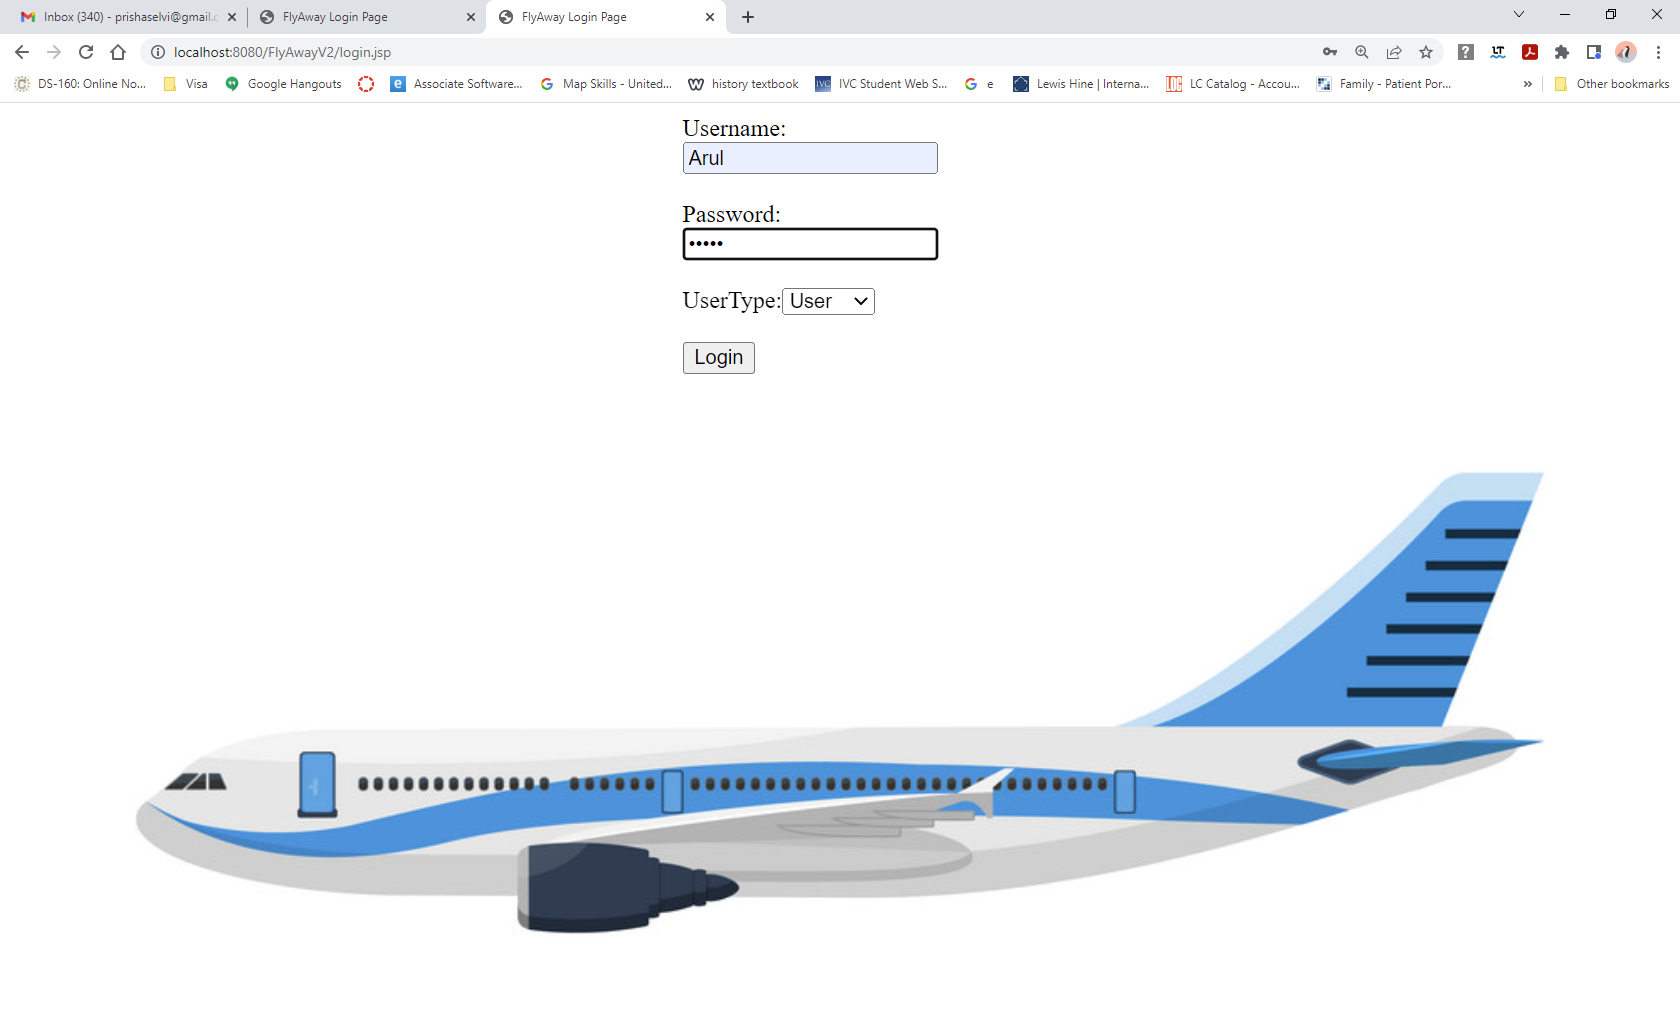 Inbox (340) - prishaselvi@gmail.c
FlyAway Login Page
FlyAway Login Page
localhost:8080/FlyAwayV2/login.jsp
DS-160: Online No...
Visa
Google Hangouts
Associate Software...
Map Skills - United...
history textbook
IVC Student Web S...
e
Lewis Hine | Interna...
LC Catalog - Accou...
Family - Patient Por...
»
Other bookmarks
Username:
Arul
Password:
•••••
UserType: User
Login